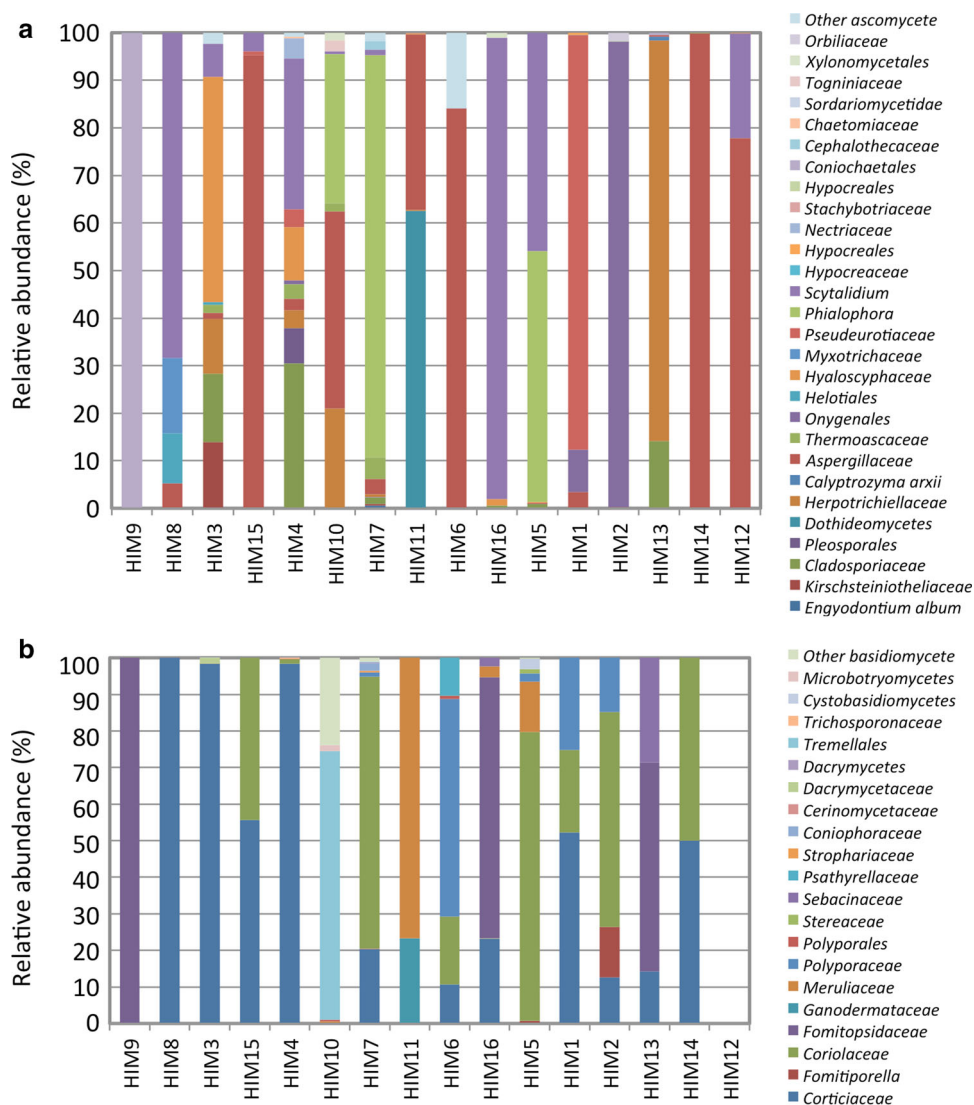 a
Relative abundance (%)
100
90
80
70
60
50
40
30
20
10
0
HIM9
HIM8
HIM3
HIM15
HIM4
HIM10
HIM7
HIM11
HIM6
HIM16
HIM5
HIM1
HIM2
HIM13
HIM14
HIM12
Other ascomycete
Orbiliaceae
Xylonomycetales
Togniniaceae
Sordariomycetidae
Chaetomiaceae
Cephalothecaceae
Coniochaetales
Hypocreales
Stachybotriaceae
Nectriaceae
Hypocreales
Hypocreaceae
Scytalidium
Phialophora
Pseudeurotiaceae
Myxotrichaceae
Hyaloscyphaceae
Helotiales
Onygenales
Thermoascaceae
Aspergillaceae
Calyptrozyma arxii
Herpotrichiellaceae
Dothideomycetes
Pleosporales
Cladosporiaceae
Kirschsteiniotheliaceae
Engyodontium album
b
Relative abundance (%)
100
90
80
70
60
50
40
30
20
10
0
HIM9
HIM8
HIM3
HIM15
HIM4
HIM10
HIM7
HIM11
HIM6
HIM16
HIM5
HIM1
HIM2
HIM13
HIM14
HIM12
Other basidiomycete
Microbotryomycetes
Cystobasidiomycetes
Trichosporonaceae
Tremellales
Dacrymycetes
Dacrymycetaceae
Cerinomycetaceae
Coniophoraceae
Strophariaceae
Psathyrellaceae
Sebacinaceae
Stereaceae
Polyporales
Polyporaceae
Meruliaceae
Ganodermataceae
Fomitopsidaceae
Coriolaceae
Fomitiporella
Corticiaceae